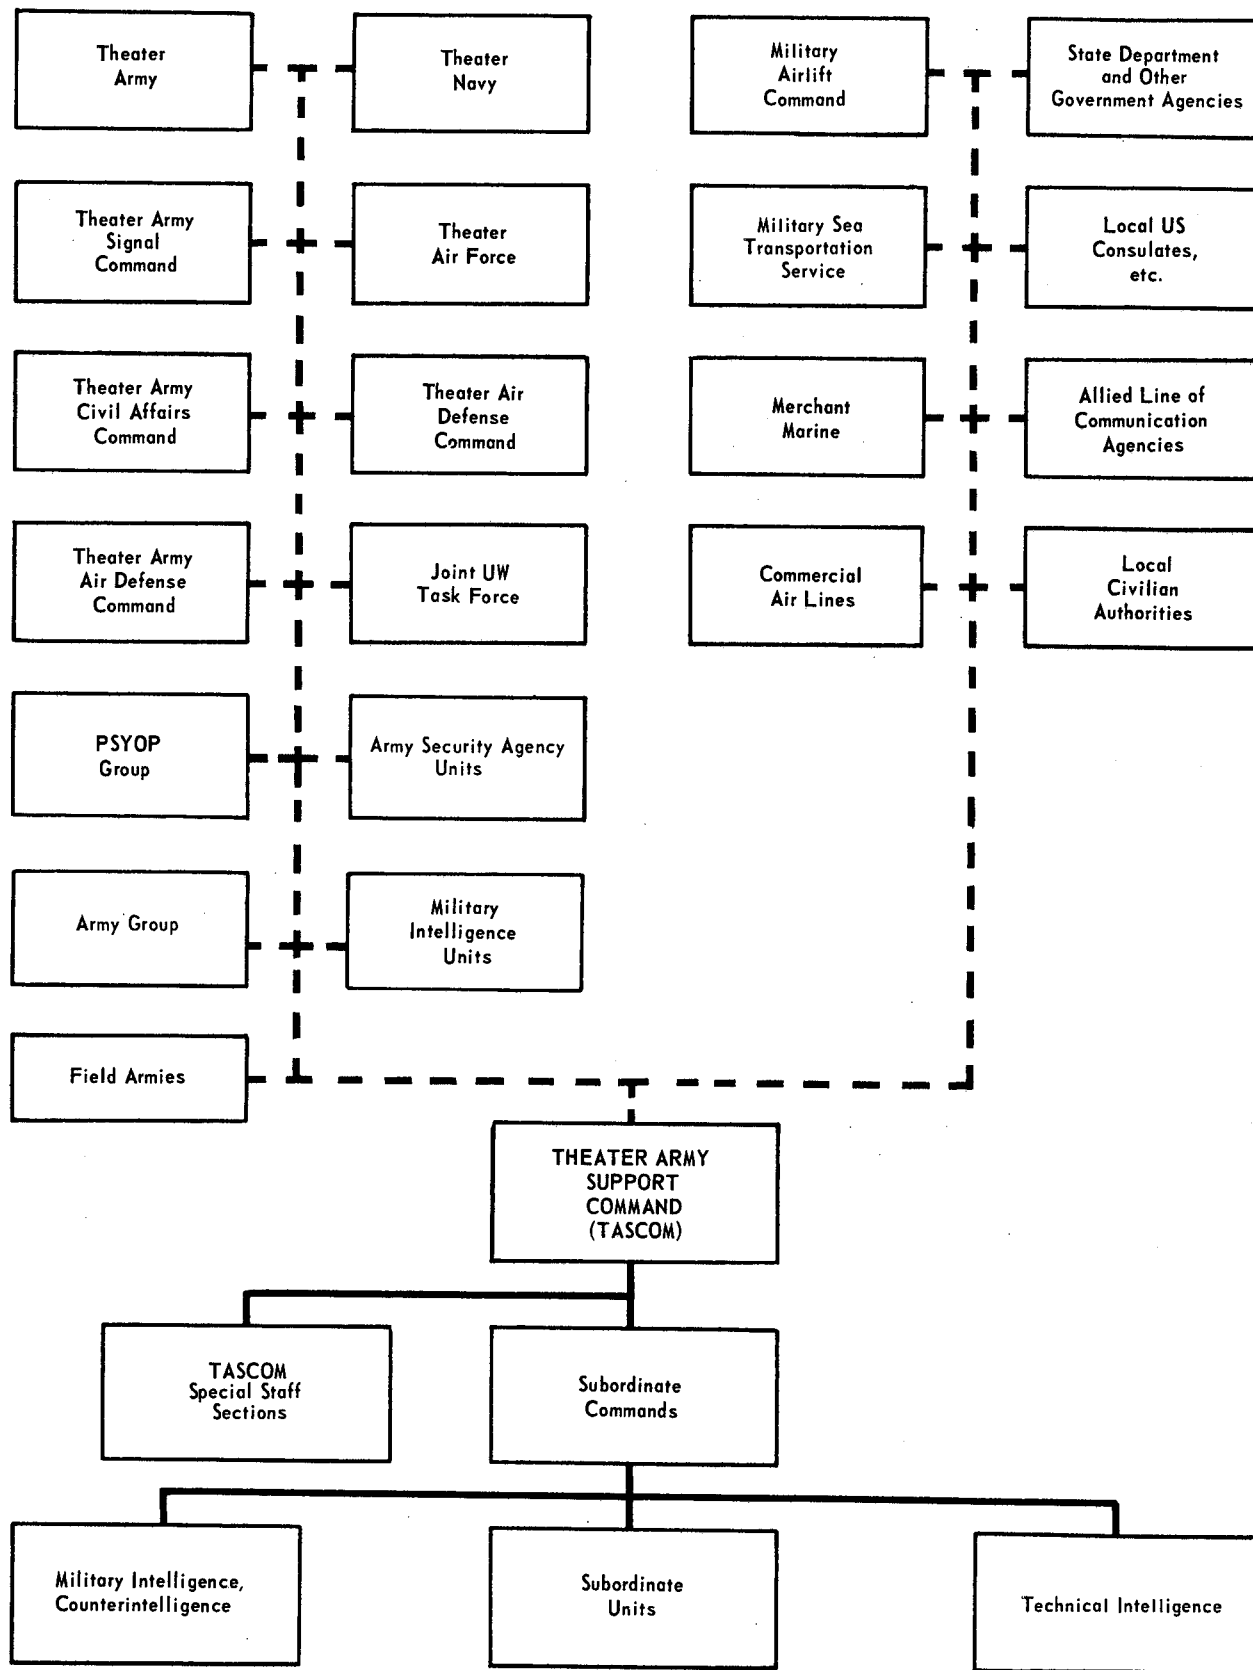 Theater
Army
Theater
Navy
Military
Airlift
Command
State Department
and Other
Government Agencies
Theater Army
Signal
Command
Theater
Air Force
Military Sea
Transportation
Service
Local US
Consulates,
etc.
Theater Army
Civil Affairs
Command
Theater Air
Defense
Command
Merchant
Marine
Allied Line of
Communication
Agencies
Theater Army
Air Defense
Command
Joint UW
Task Force
Commercial
Air Lines
Local
Civilian
Authorities
PSYOP
Group
Army Security Agency
Units
Army Group
Military
Intelligence
Units
Field Armies
THEATER ARMY
SUPPORT
COMMAND
(TASCOM)
TASCOM
Special Staff
Sections
Subordinate
Commands
Military Intelligence,
Counterintelligence
Subordinate
Units
Technical Intelligence